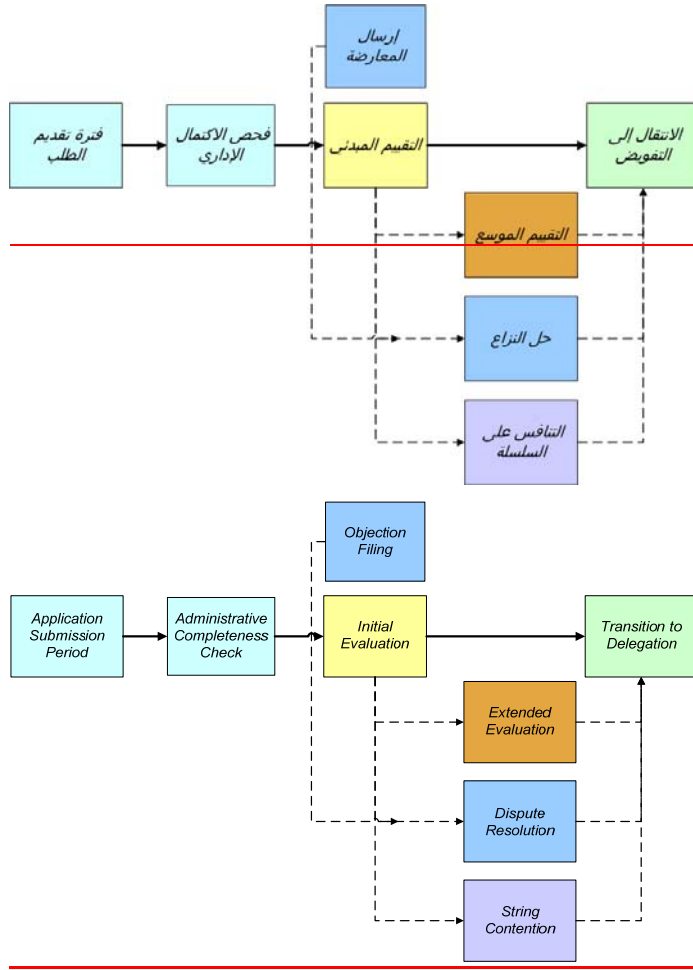 إرسال
المعارضة
فترة تقديم
الطلب
فحص الاكتمال
الإداري
التقييم المبدئي
الانتقال إلى
التفويض
التقييم الموسع
حل النزاع
التنافس على
السلسلة
Objection
Filing
Application
Submission
Period
Administrative
Completeness
Check
Initial
Evaluation
Transition to
Delegation
Extended
Evaluation
Dispute
Resolution
String
Contention